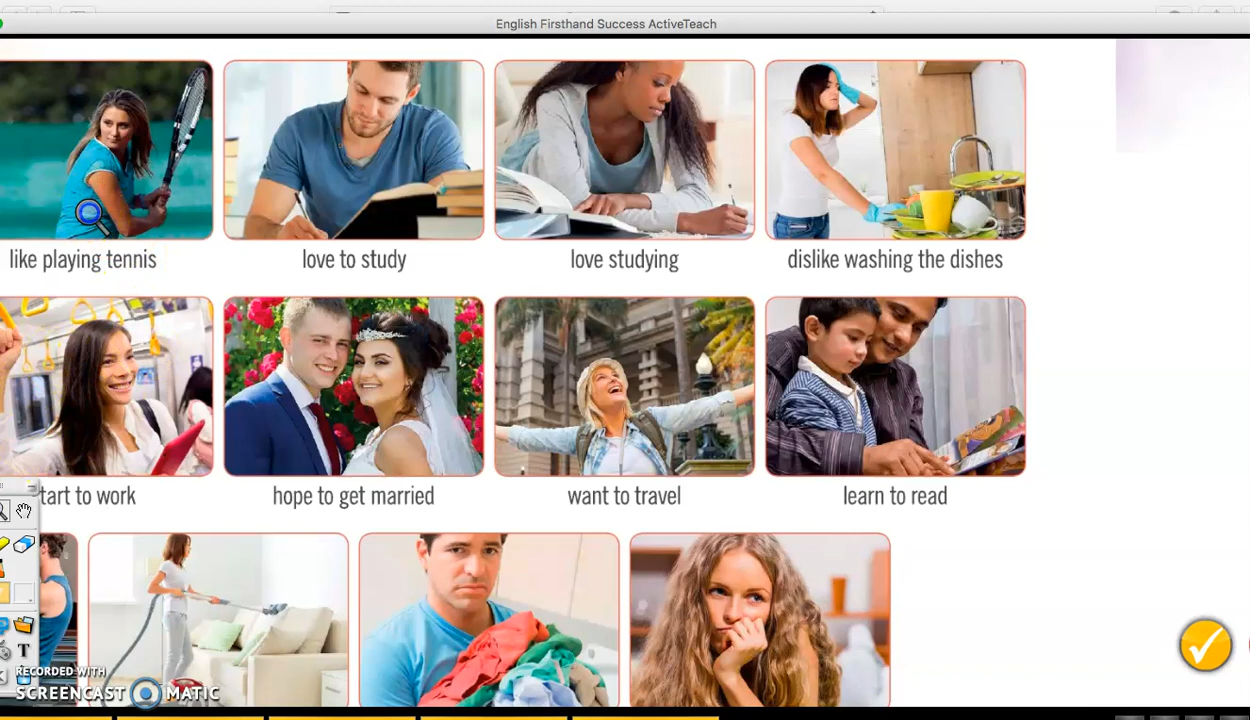 English Firsthand Success ActiveTeach
like playing tennis
love to study
love studying
dislike washing the dishes
tart to work
hope to get married
want to travel
learn to read
T
RECORDED WITH
SCREENCAST MATIC